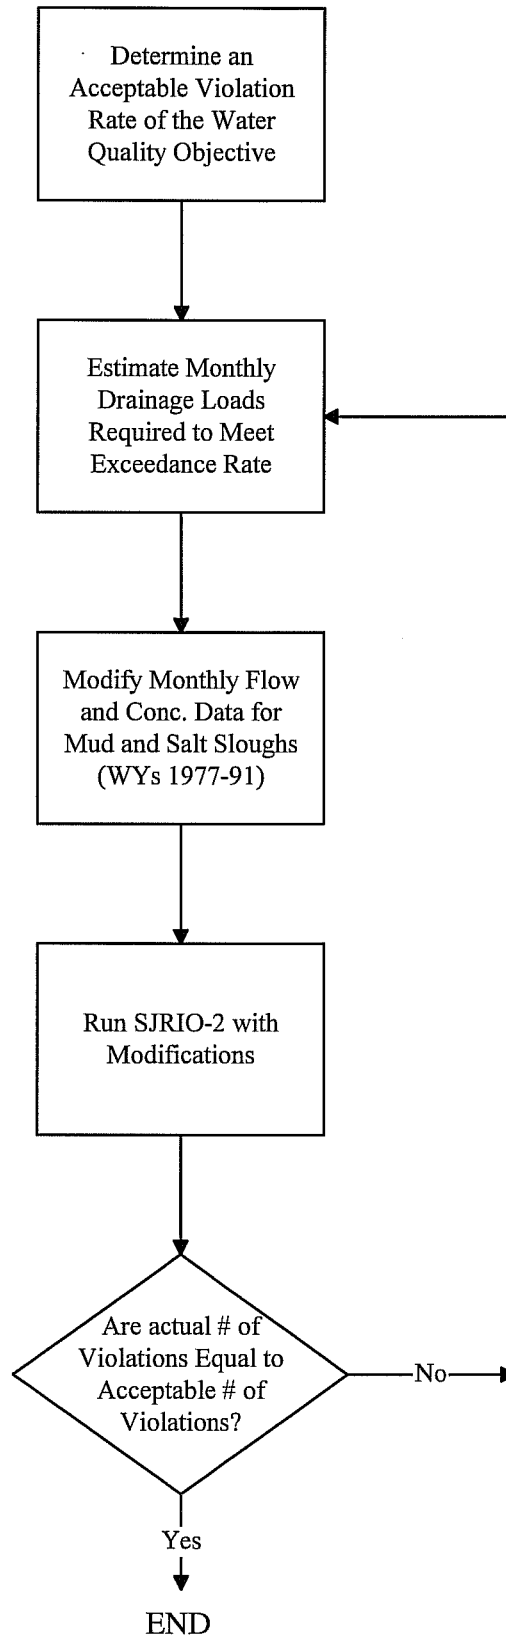 Determine an
Acceptable Violation
Rate of the Water
Quality Objective
Estimate Monthly
Drainage Loads
Required to Meet
Exceedance Rate
Modify Monthly Flow
and Conc. Data for
Mud and Salt Sloughs
(WYs 1977-91)
Run SJRIO-2 with
Modifications
Are actual # of
Violations Equal to
Acceptable # of
Violations?
No
Yes
END